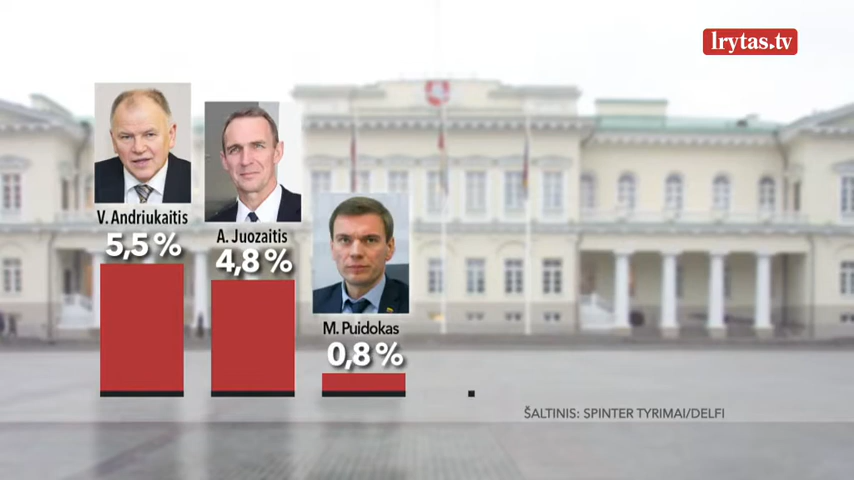 lrytas.tv
V. Andriukaitis
5,5 %
A. Juozaitis
4,8 %
M. Puidokas
0,8 %
ŠALTINIS: SPINTER TYRIMAI/DELFI